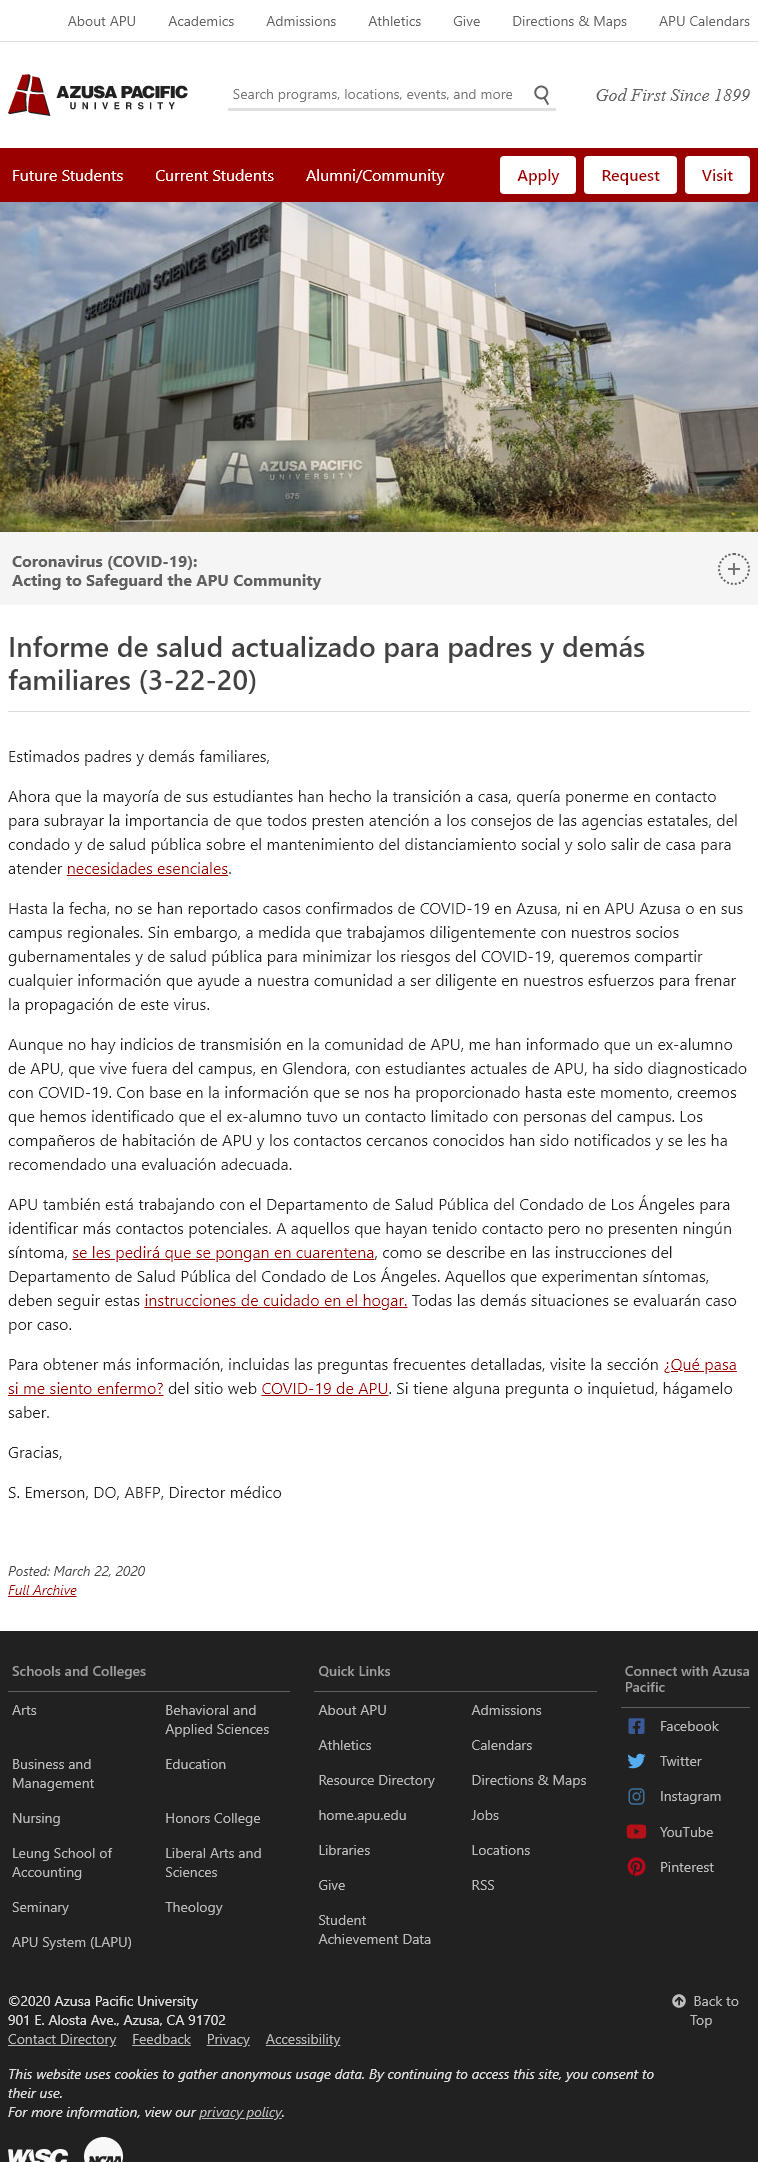 About APU Academics Admissions Athletics Give Directions & Maps APU Calendars
AZUSA PACIFIC
UNIVERSITY
Search programs, locations, events, and more
God First Since 1899
Future Students Current Students Alumni/Community Apply Request Visit
SEGERSTROM SCIENCE CENTER
675
AZUSA PACIFIC
UNIVERSITY
675
Coronavirus (COVID-19):
Acting to Safeguard the APU Community
Informe de salud actualizado para padres y demás
familiares (3-22-20)
Estimados padres y demás familiares,
Ahora que la mayoría de sus estudiantes han hecho la transición a casa, quería ponerme en contacto
para subrayar la importancia de que todos presten atención a los consejos de las agencias estatales, del
condado y de salud pública sobre el mantenimiento del distanciamiento social y solo salir de casa para
atender necesidades esenciales.
Hasta la fecha, no se han reportado casos confirmados de COVID-19 en Azusa, ni en APU Azusa o en sus
campus regionales. Sin embargo, a medida que trabajamos diligentemente con nuestros socios
gubernamentales y de salud pública para minimizar los riesgos del COVID-19, queremos compartir
cualquier información que ayude a nuestra comunidad a ser diligente en nuestros esfuerzos para frenar
la propagación de este virus.
Aunque no hay indicios de transmisión en la comunidad de APU, me han informado que un ex-alumno
de APU, que vive fuera del campus, en Glendora, con estudiantes actuales de APU, ha sido diagnosticado
con COVID-19. Con base en la información que se nos ha proporcionado hasta este momento, creemos
que hemos identificado que el ex-alumno tuvo un contacto limitado con personas del campus. Los
compañeros de habitación de APU y los contactos cercanos conocidos han sido notificados y se les ha
recomendado una evaluación adecuada.
APU también está trabajando con el Departamento de Salud Pública del Condado de Los Ángeles para
identificar más contactos potenciales. A aquellos que hayan tenido contacto pero no presenten ningún
síntoma, se les pedirá que se pongan en cuarentena, como se describe en las instrucciones del
Departamento de Salud Pública del Condado de Los Ángeles. Aquellos que experimentan síntomas,
deben seguir estas instrucciones de cuidado en el hogar. Todas las demás situaciones se evaluarán caso
por caso.
Para obtener más información, incluidas las preguntas frecuentes detalladas, visite la sección ¿Qué pasa
si me siento enfermo? del sitio web COVID-19 de APU. Si tiene alguna pregunta o inquietud, hágamelo
saber.
Gracias,
S. Emerson, DO, ABFP, Director médico
Posted: March 22, 2020
Full Archive
Schools and Colleges
Arts
Behavioral and
Applied Sciences
Business and
Management
Education
Nursing
Honors College
Leung School of
Accounting
Liberal Arts and
Sciences
Seminary
Theology
APU System (LAPU)
Quick Links
About APU
Admissions
Athletics
Calendars
Resource Directory
Directions & Maps
home.apu.edu
Jobs
Libraries
Locations
Give
RSS
Student
Achievement Data
Connect with Azusa
Pacific
Facebook
Twitter
Instagram
YouTube
Pinterest
©2020 Azusa Pacific University
901 E. Alosta Ave., Azusa, CA 91702
Contact Directory Feedback Privacy Accessibility
Back to
Top
This website uses cookies to gather anonymous usage data. By continuing to access this site, you consent to
their use.
For more information, view our privacy policy.
WASC NCAA